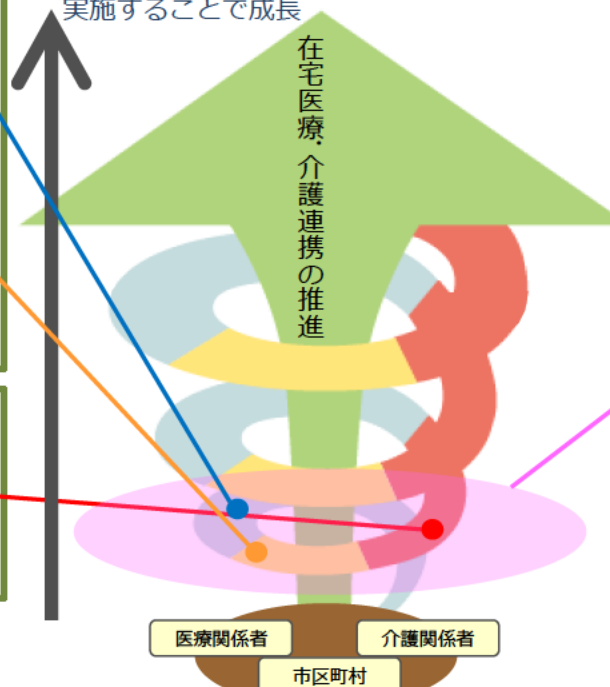 実施することで成長
在宅医療・介護連携の推進
医療関係者
介護関係者
市区町村